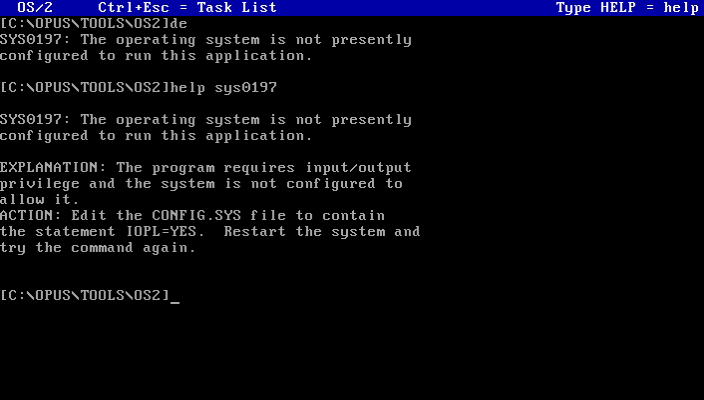 OS/2 Ctrl+Esc = Task List Type HELP = help
[C:\OPUS\TOOLS\OS2]de
SYS0197: The operating system is not presently
configured to run this application.
[C:\OPUS\TOOLS\OS2]help sys0197
SYS0197: The operating system is not presently
configured to run this application.
EXPLANATION: The program requires input/output
privilege and the system is not configured to
allow it.
ACTION: Edit the CONFIG.SYS file to contain
the statement IOPL=YES.  Restart the system and
try the command again.
[C:\OPUS\TOOLS\OS2]_